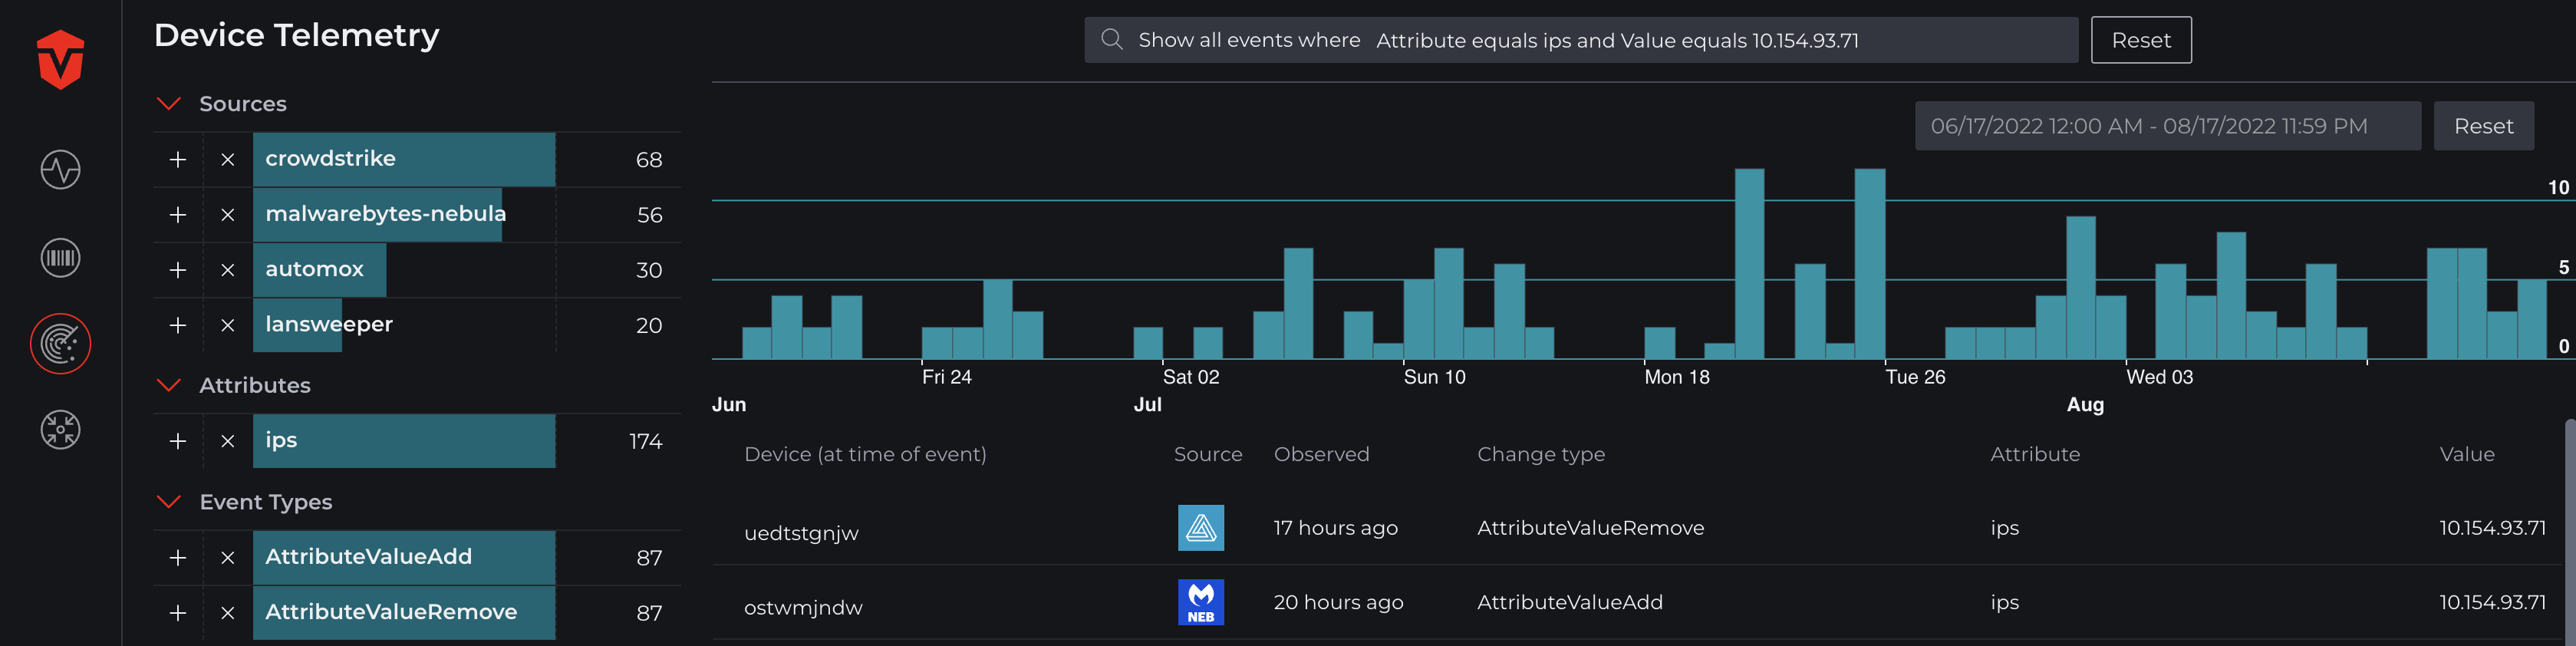 Device Telemetry
Show all events where Attribute equals ips and Value equals 10.154.93.71
Reset
Sources
crowdstrike 68
malwarebytes-nebula 56
automox 30
lansweeper 20
Attributes
ips 174
Event Types
AttributeValueAdd 87
AttributeValueRemove 87
06/17/2022 12:00 AM - 08/17/2022 11:59 PM
Reset
10
5
0
Fri 24 Sat 02 Sun 10 Mon 18 Tue 26 Wed 03
Jun Jul Aug
Device (at time of event) Source Observed Change type Attribute Value
uedtstgnjw 17 hours ago AttributeValueRemove ips 10.154.93.71
ostwmjndw NEB 20 hours ago AttributeValueAdd ips 10.154.93.71